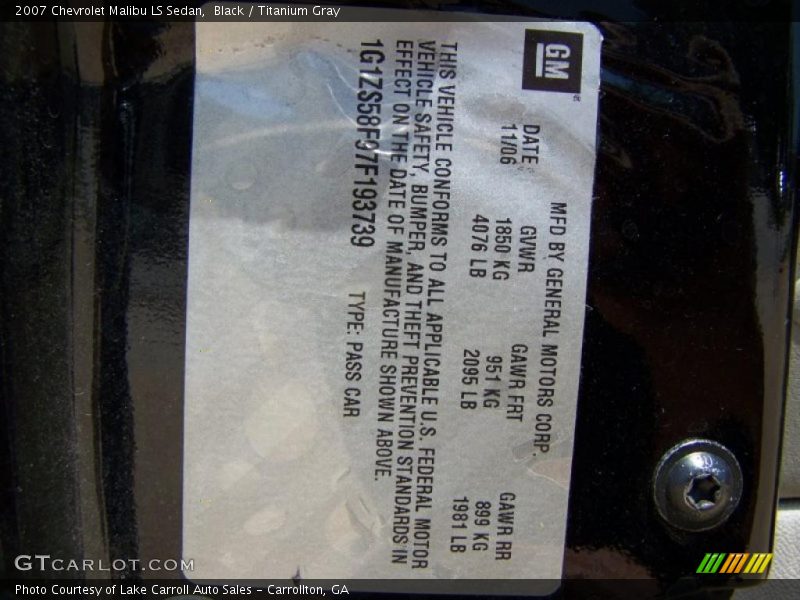 2007 Chevrolet Malibu LS Sedan,  Black / Titanium Gray
GM
MFD BY GENERAL MOTORS CORP.
DATE GVWR GAWR FRT GAWR RR
11/06 1850 KG 951 KG 899 KG
4076 LB 2095 LB 1981 LB
THIS VEHICLE CONFORMS TO ALL APPLICABLE U.S. FEDERAL MOTOR
VEHICLE SAFETY, BUMPER, AND THEFT PREVENTION STANDARDS IN
EFFECT ON THE DATE OF MANUFACTURE SHOWN ABOVE.
1G1ZS58F97F193739 TYPE: PASS CAR
GTCARLOT.COM
Photo Courtesy of Lake Carroll Auto Sales - Carrollton, GA